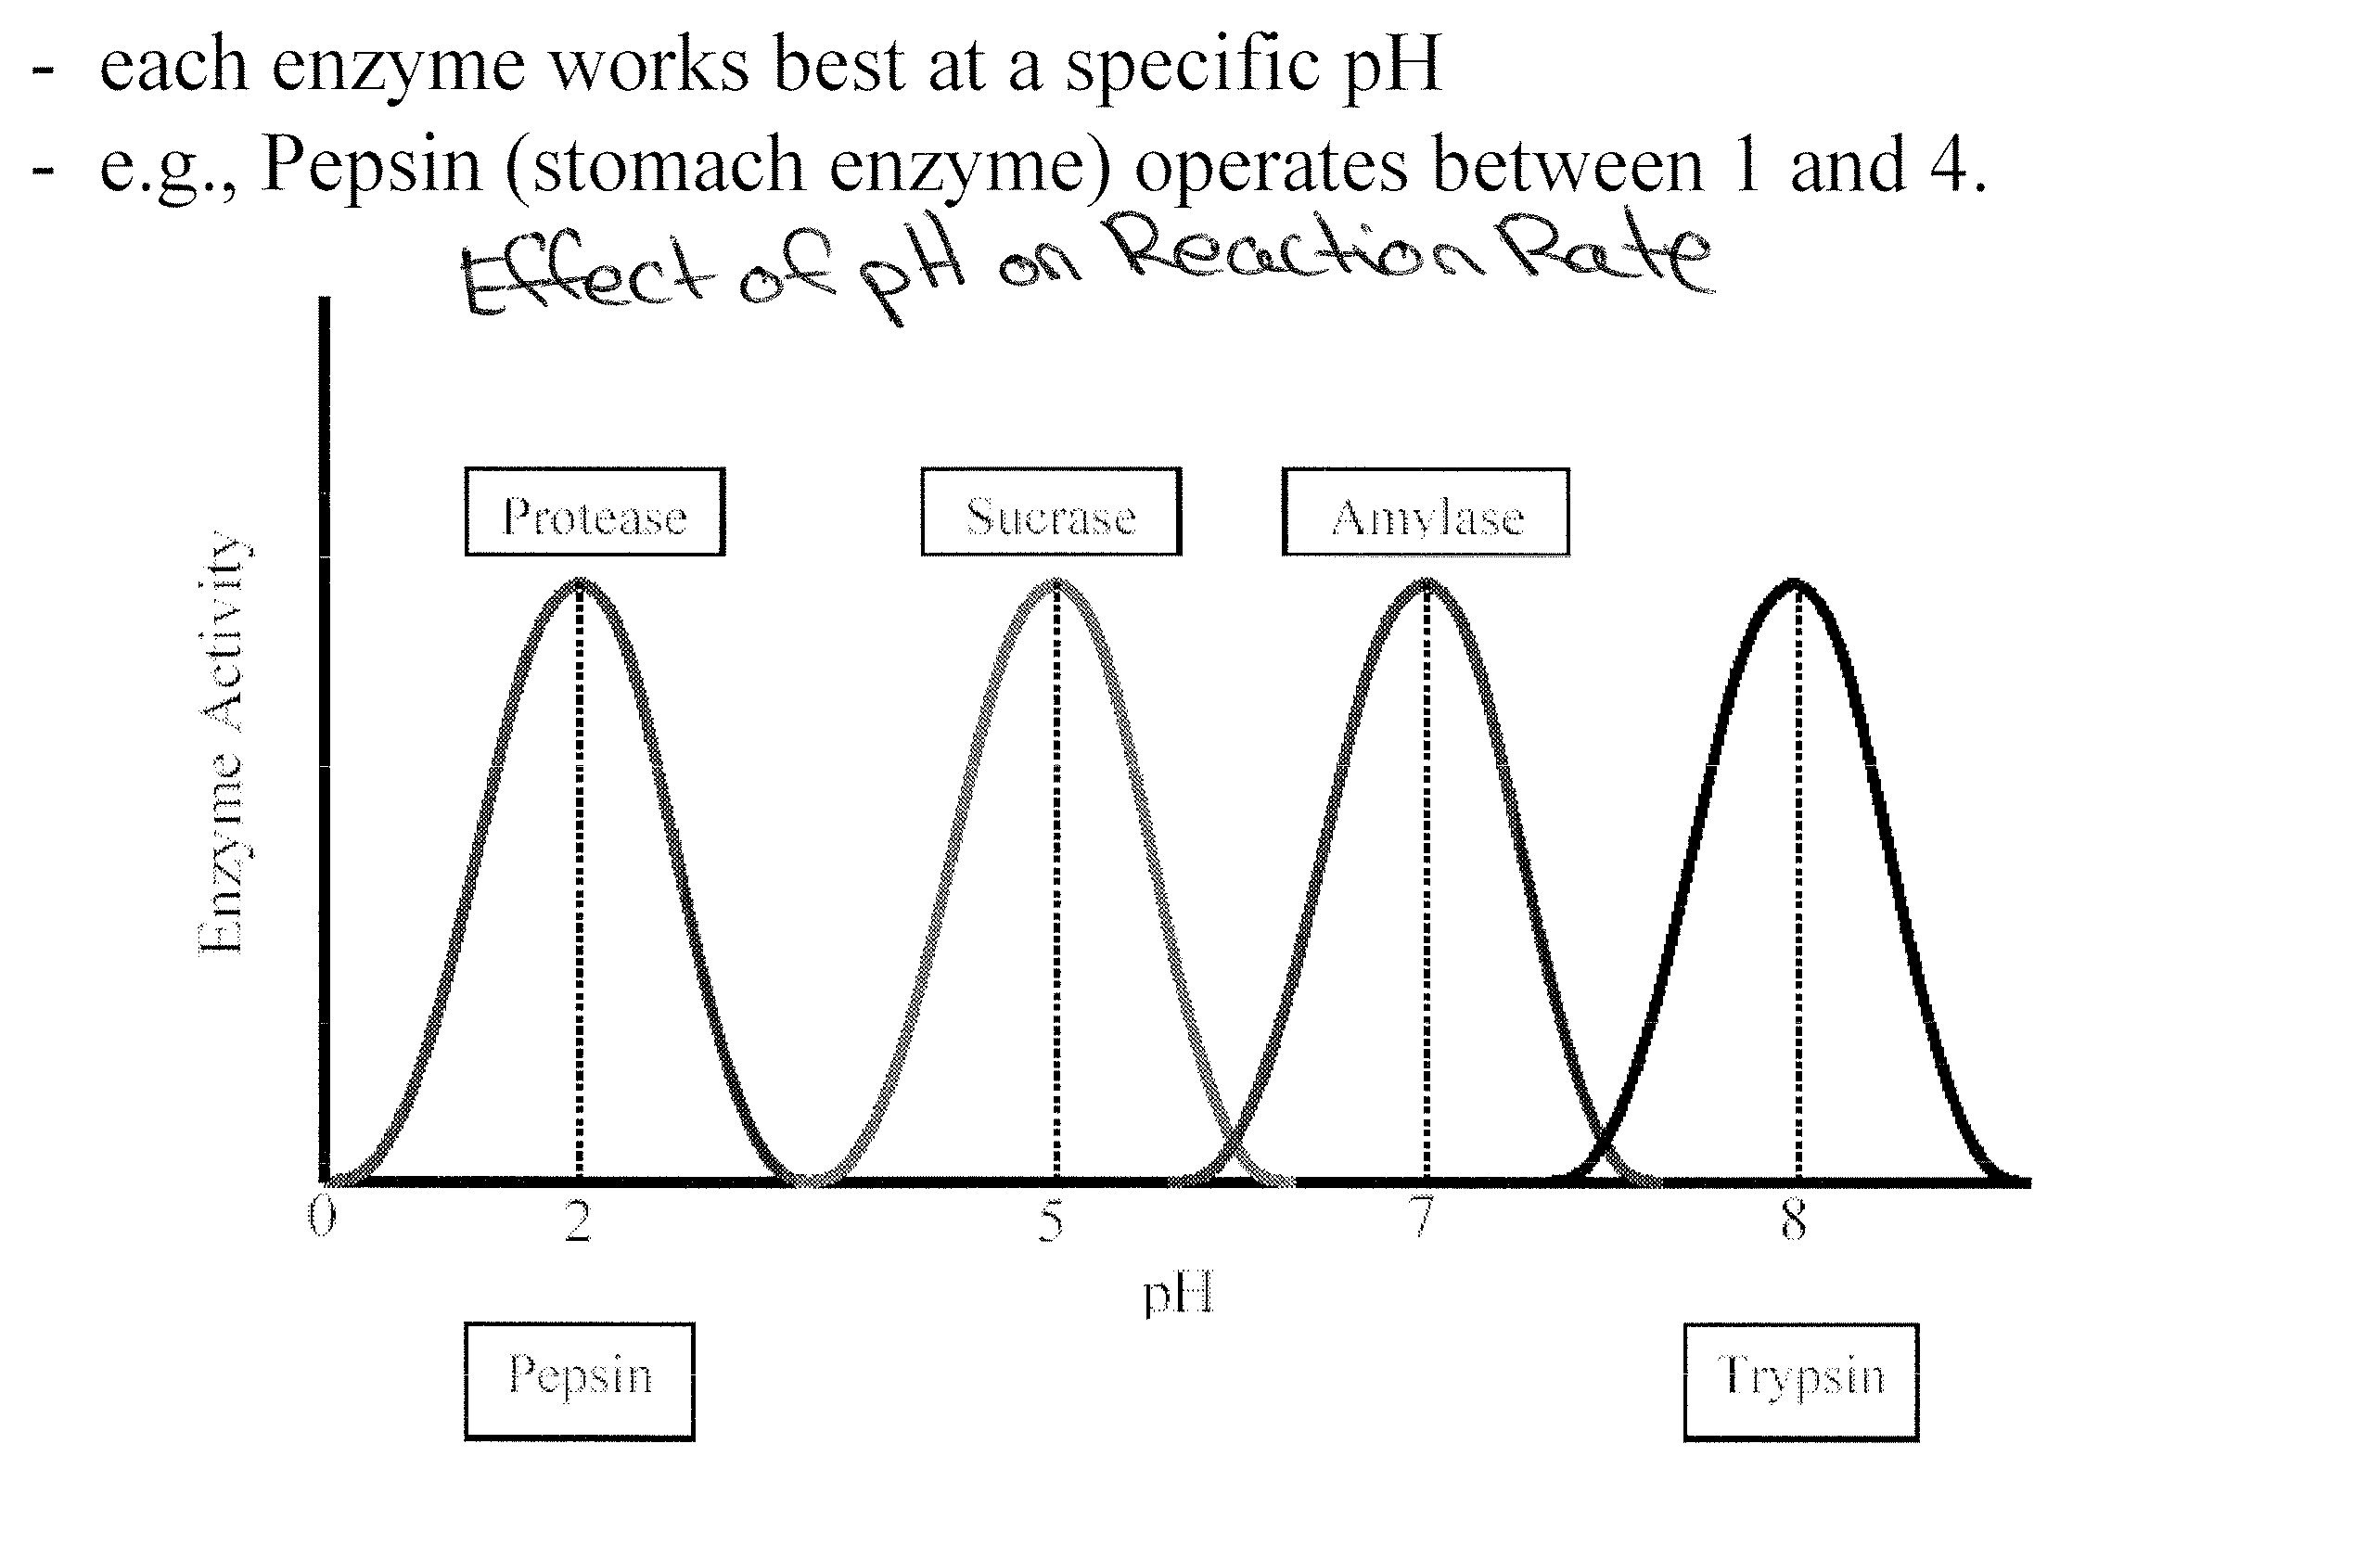 - each enzyme works best at a specific pH
- e.g., Pepsin (stomach enzyme) operates between 1 and 4.
Effect of pH on Reaction Rate
Protease
Sucrase
Amylase
Enzyme Activity
0
2
5
7
8
pH
Pepsin
Trypsin